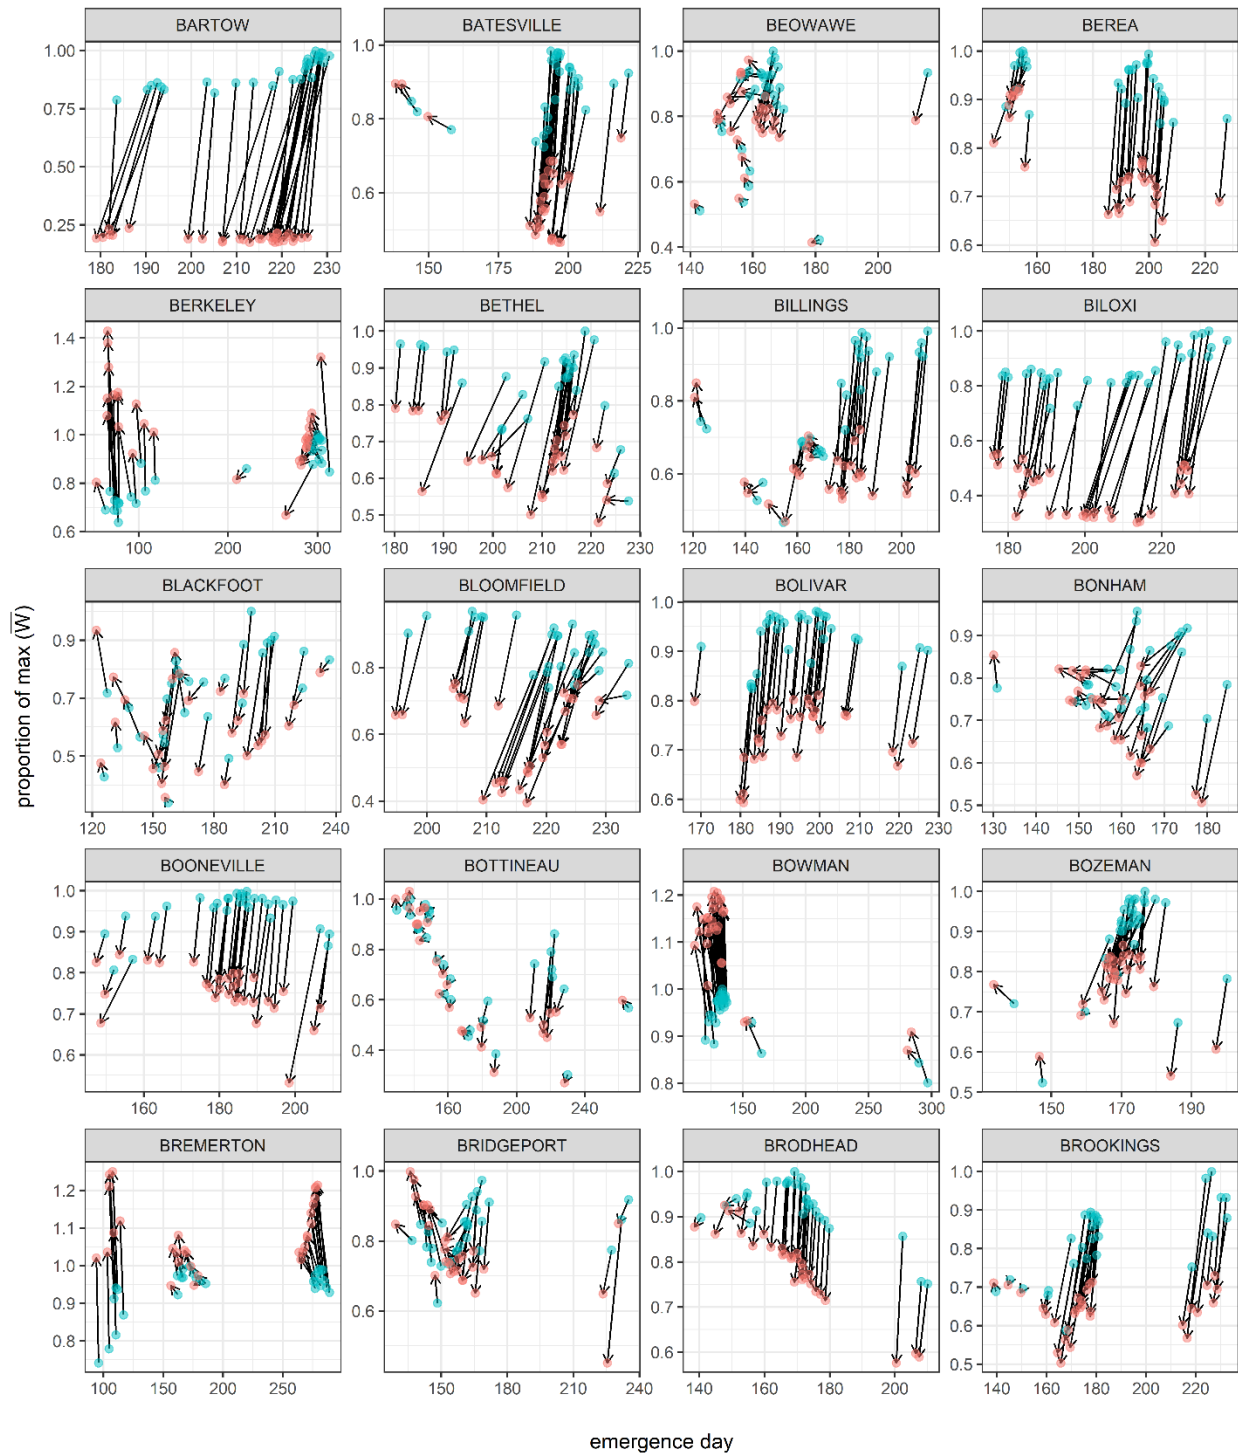 BARTOW BATESVILLE BEOWAWE BEREA
1.00 0.75 0.50 0.25
179 190 200 210 220 230
1.0 0.8 0.6
150 175 200 225
1.0 0.8 0.6 0.4
140 160 180 200
1.0 0.9 0.8 0.7 0.6
160 180 200 220
BERKELEY BETHEL BILLINGS BILOXI
1.4 1.2 1.0 0.8 0.6
100 200 300
1.0 0.9 0.8 0.7 0.6 0.5
180 190 200 210 220 230
1.0 0.8 0.6
120 140 160 180 200
1.0 0.8 0.6 0.4
180 200 220
BLACKFOOT BLOOMFIELD BOLIVAR BONHAM
0.9 0.7 0.5
120 150 180 210 240
1.0 0.8 0.6 0.4
200 210 220 230
1.0 0.9 0.8 0.7 0.6
170 180 190 200 210 220 230
1.0 0.9 0.8 0.7 0.6 0.5
130 140 150 160 170 180
BOONEVILLE BOTTINEAU BOWMAN BOZEMAN
1.0 0.9 0.8 0.7 0.6
160 180 200
1.0 0.8 0.6 0.4
160 200 240
1.2 1.1 1.0 0.9 0.8
150 200 250 300
1.0 0.9 0.8 0.7 0.6 0.5
150 170 190
BREMERTON BRIDGEPORT BRODHEAD BROOKINGS
1.2 1.1 1.0 0.9 0.8
100 150 200 250
1.0 0.8 0.6
150 180 210 240
1.0 0.9 0.8 0.7 0.6
140 160 180 200
1.0 0.9 0.8 0.7 0.6 0.5
140 160 180 200 220
proportion of max (W̅)
emergence day